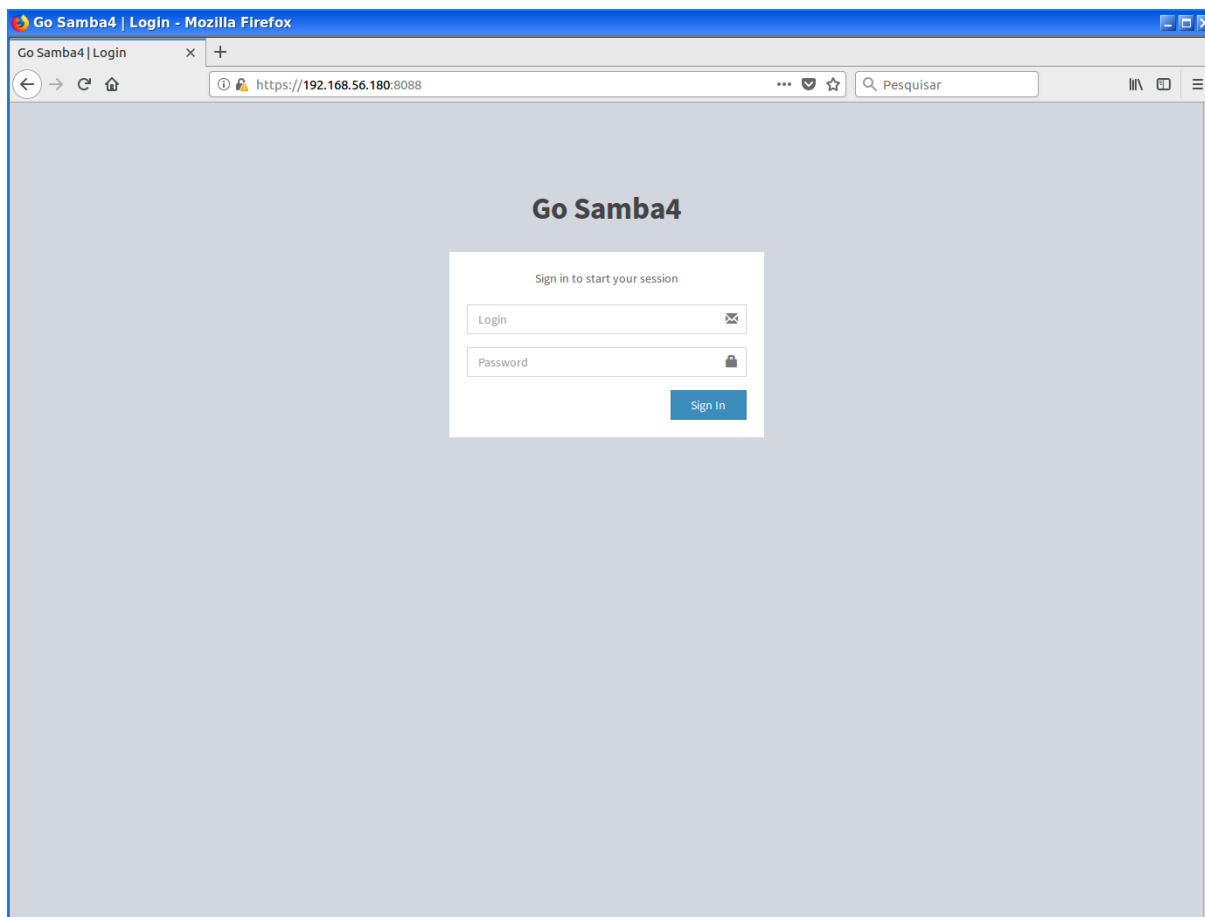 Go Samba4 | Login - Mozilla Firefox
Go Samba4 | Login
https://192.168.56.180:8088
Pesquisar
Go Samba4
Sign in to start your session
Login
Password
Sign In